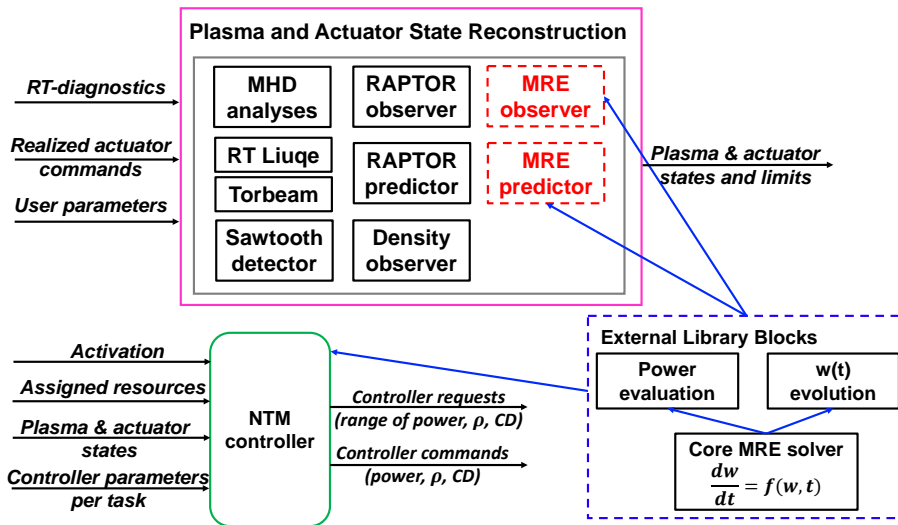 Plasma and Actuator State Reconstruction
RT-diagnostics
Realized actuator
commands
User parameters
MHD
analyses
RAPTOR
observer
MRE
observer
RT Liuqe
Torbeam
RAPTOR
predictor
MRE
predictor
Sawtooth
detector
Density
observer
Plasma & actuator
states and limits
Activation
Assigned resources
Plasma & actuator
states
Controller parameters
per task
NTM
controller
Controller requests
(range of power, ρ, CD)
Controller commands
(power, ρ, CD)
External Library Blocks
Power
evaluation
w(t)
evolution
Core MRE solver
dw/dt = f(w, t)